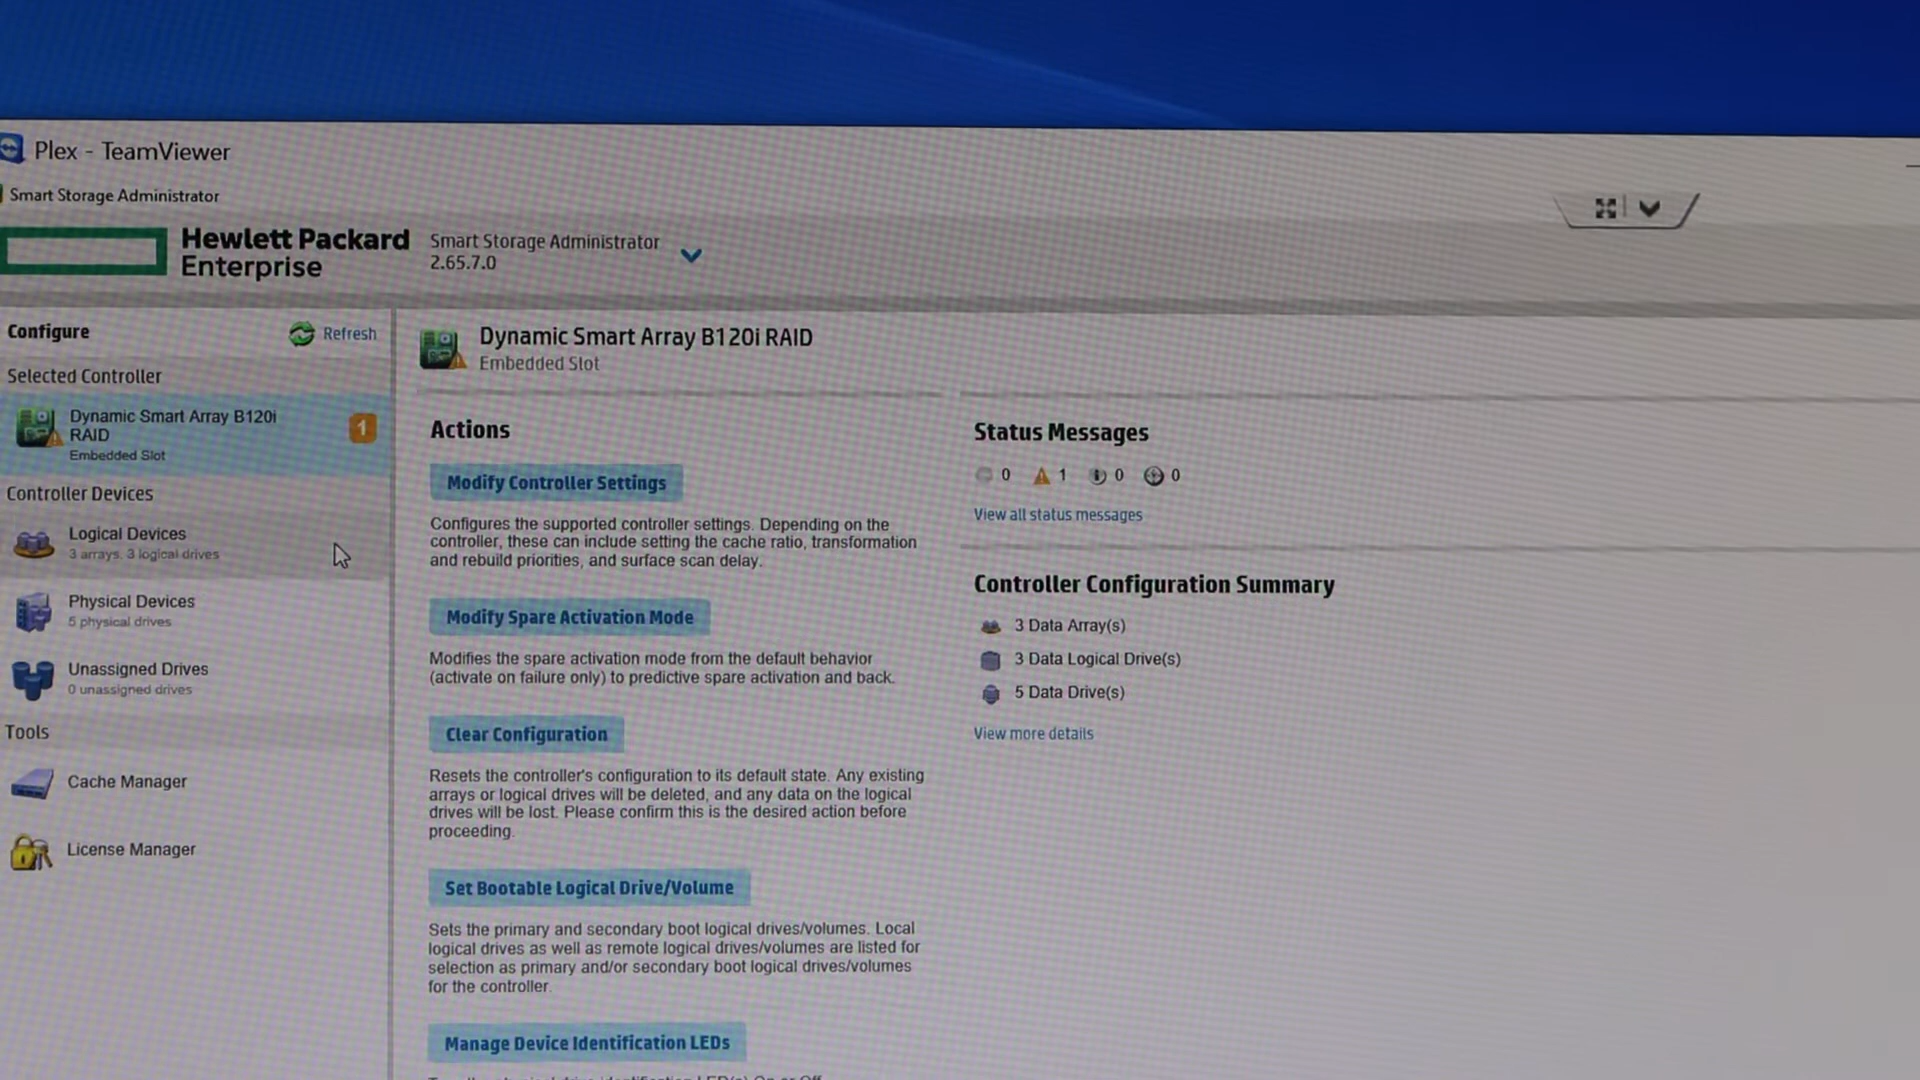 Plex - TeamViewer
Smart Storage Administrator
Hewlett Packard
Enterprise
Smart Storage Administrator
2.65.7.0
Configure
Refresh
Selected Controller
Dynamic Smart Array B120i
RAID
Embedded Slot
1
Controller Devices
Logical Devices
3 arrays, 3 logical drives
Physical Devices
5 physical drives
Unassigned Drives
0 unassigned drives
Tools
Cache Manager
License Manager
Dynamic Smart Array B120i RAID
Embedded Slot
Actions
Modify Controller Settings
Configures the supported controller settings. Depending on the
controller, these can include setting the cache ratio, transformation
and rebuild priorities, and surface scan delay.
Modify Spare Activation Mode
Modifies the spare activation mode from the default behavior
(activate on failure only) to predictive spare activation and back.
Clear Configuration
Resets the controller's configuration to its default state. Any existing
arrays or logical drives will be deleted, and any data on the logical
drives will be lost. Please confirm this is the desired action before
proceeding.
Set Bootable Logical Drive/Volume
Sets the primary and secondary boot logical drives/volumes. Local
logical drives as well as remote logical drives/volumes are listed for
selection as primary and/or secondary boot logical drives/volumes
for the controller.
Manage Device Identification LEDs
Status Messages
0 1 0 0
View all status messages
Controller Configuration Summary
3 Data Array(s)
3 Data Logical Drive(s)
5 Data Drive(s)
View more details